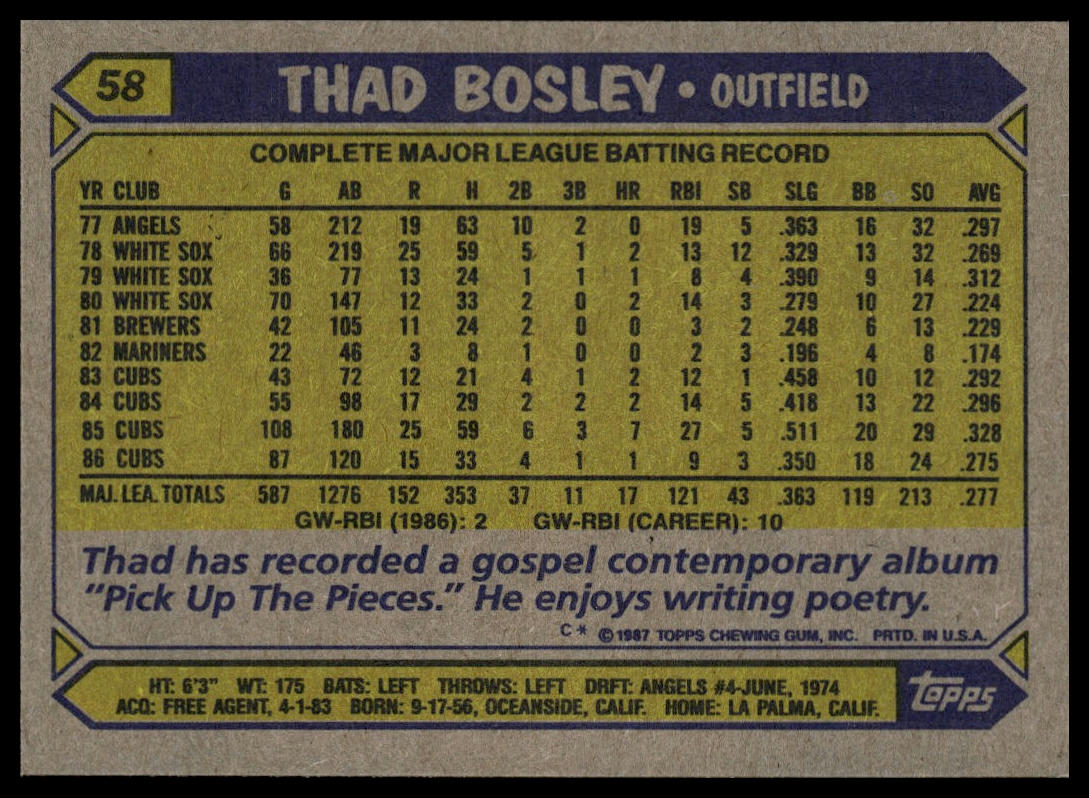 58
THAD BOSLEY • OUTFIELD
COMPLETE MAJOR LEAGUE BATTING RECORD
YR CLUB G AB R H 2B 3B HR RBI SB SLG BB SO AVG
77 ANGELS 58 212 19 63 10 2 0 19 5 .363 16 32 .297
78 WHITE SOX 66 219 25 59 5 1 2 13 12 .329 13 32 .269
79 WHITE SOX 36 77 13 24 1 1 1 8 4 .390 9 14 .312
80 WHITE SOX 70 147 12 33 2 0 2 14 3 .279 10 27 .224
81 BREWERS 42 105 11 24 2 0 0 3 2 .248 6 13 .229
82 MARINERS 22 46 3 8 1 0 0 2 3 .196 4 8 .174
83 CUBS 43 72 12 21 4 1 2 12 1 .458 10 12 .292
84 CUBS 55 98 17 29 2 2 2 14 5 .418 13 22 .296
85 CUBS 108 180 25 59 6 3 7 27 5 .511 20 29 .328
86 CUBS 87 120 15 33 4 1 1 9 3 .350 18 24 .275
MAJ. LEA. TOTALS 587 1276 152 353 37 11 17 121 43 .363 119 213 .277
GW-RBI (1986): 2 GW-RBI (CAREER): 10
Thad has recorded a gospel contemporary album
"Pick Up The Pieces." He enjoys writing poetry.
C* ©1987 TOPPS CHEWING GUM, INC. PRTD. IN U.S.A.
HT: 6'3" WT: 175 BATS: LEFT THROWS: LEFT DRFT: ANGELS #4-JUNE, 1974
ACQ: FREE AGENT, 4-1-83 BORN: 9-17-56, OCEANSIDE, CALIF. HOME: LA PALMA, CALIF.
topps